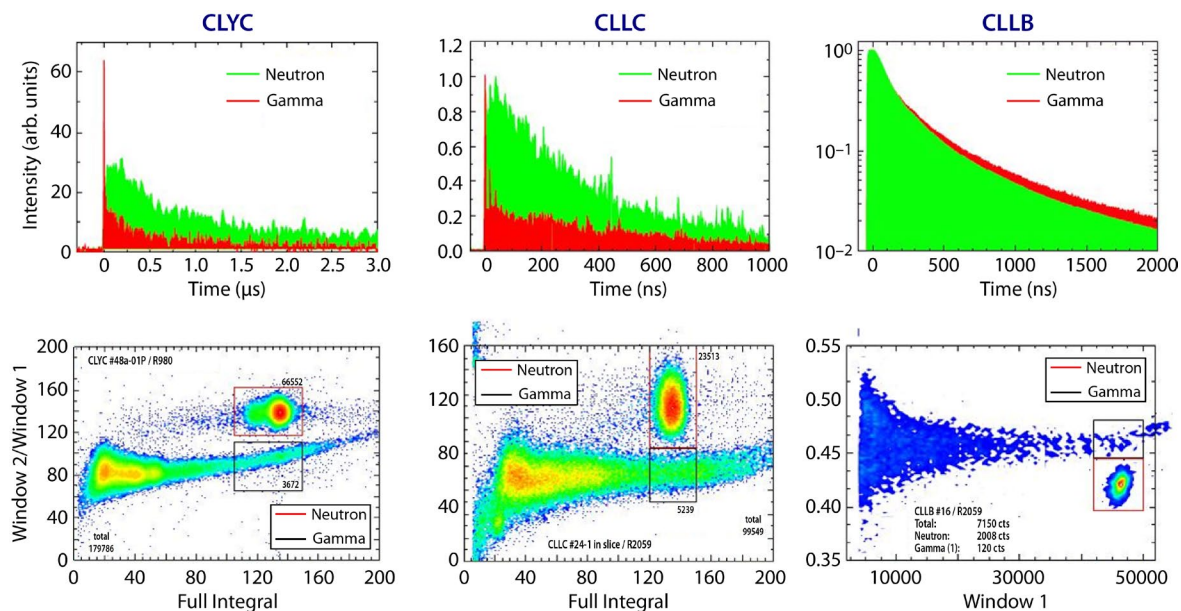 CLYC
CLLC
CLLB
Intensity (arb. units)
60
40
20
0
Neutron
Gamma
0
0.5
1.0
1.5
2.0
2.5
3.0
Time (µs)
1.2
1.0
0.8
0.6
0.4
0.2
0.0
Neutron
Gamma
0
200
400
600
800
1000
Time (ns)
10⁰
10⁻¹
10⁻²
Neutron
Gamma
0
500
1000
1500
2000
Time (ns)
Window 2/Window 1
200
160
120
80
40
0
CLYC #48a-01P / R980
66552
3672
Neutron
Gamma
total
179786
0
40
80
120
160
200
Full Integral
160
120
80
40
0
23513
Neutron
Gamma
5239
total
99549
CLLC #24-1 in slice / R2059
0
40
80
120
160
200
Full Integral
0.55
0.50
0.45
0.40
0.35
Neutron
Gamma
CLLB #16 / R2059
Total: 7150 cts
Neutron: 2008 cts
Gamma (1): 120 cts
10000
30000
50000
Window 1